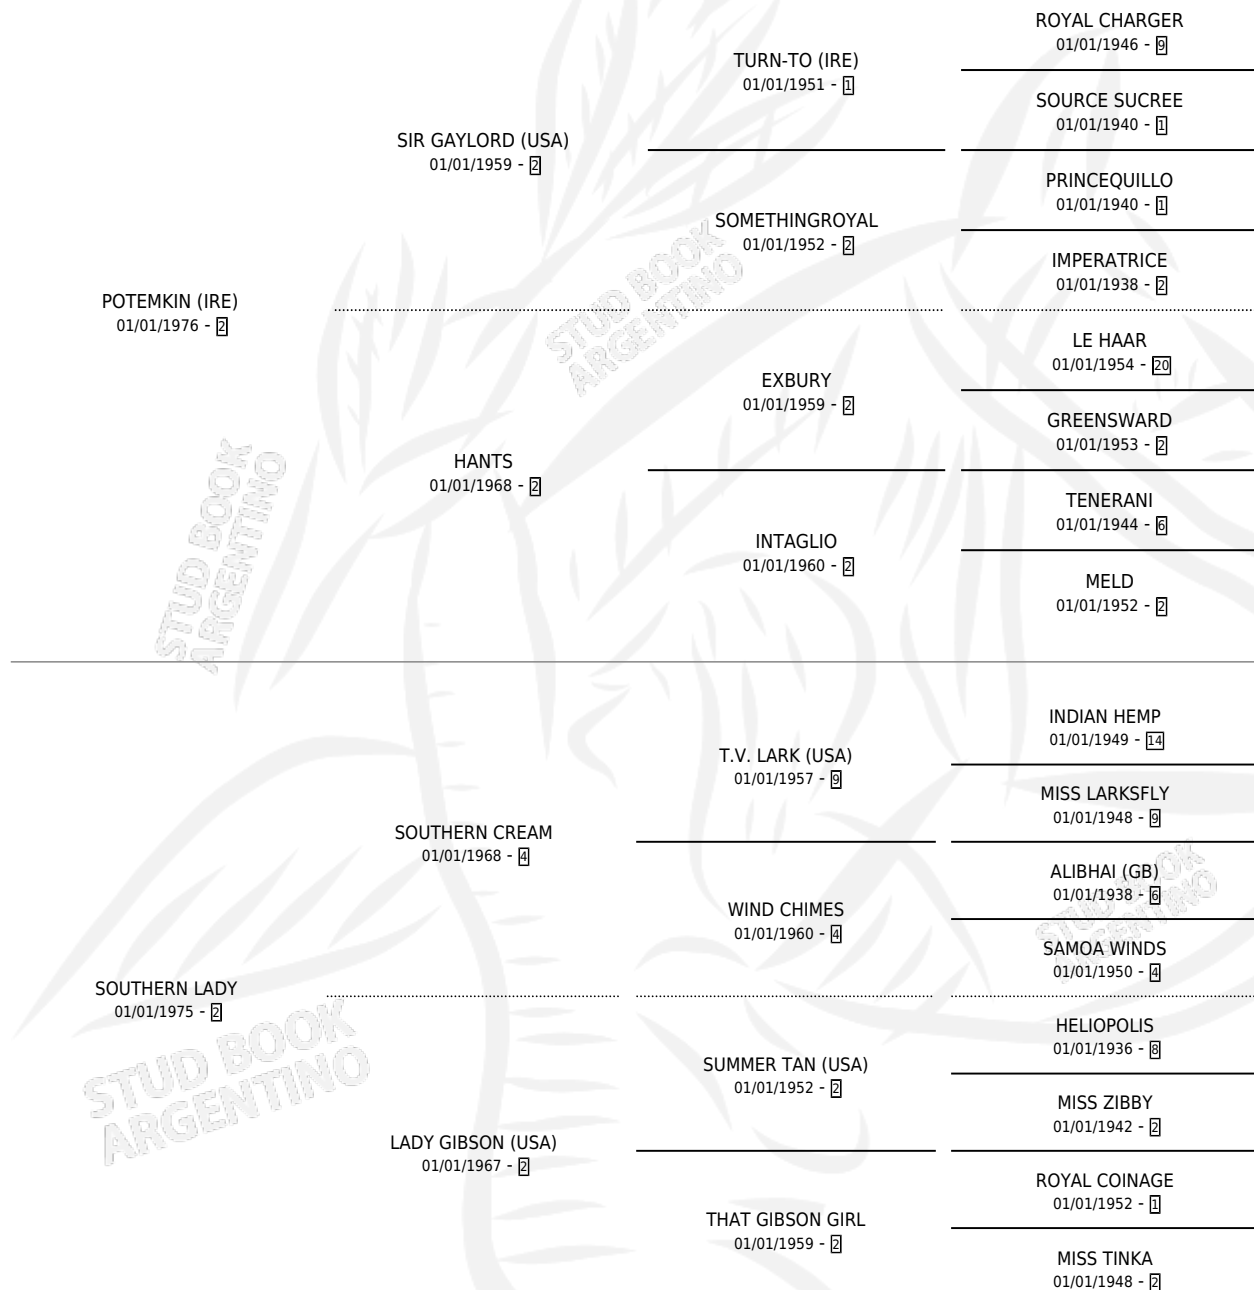 ROYAL CHARGER
01/01/1946 - 9
TURN-TO (IRE)
01/01/1951 - 1
SOURCE SUCREE
01/01/1940 - 1
SIR GAYLORD (USA)
01/01/1959 - 2
PRINCEQUILLO
01/01/1940 - 1
SOMETHINGROYAL
01/01/1952 - 2
IMPERATRICE
01/01/1938 - 2
POTEMKIN (IRE)
01/01/1976 - 2
LE HAAR
01/01/1954 - 20
EXBURY
01/01/1959 - 2
GREENSWARD
01/01/1953 - 2
HANTS
01/01/1968 - 2
TENERANI
01/01/1944 - 6
INTAGLIO
01/01/1960 - 2
MELD
01/01/1952 - 2
INDIAN HEMP
01/01/1949 - 14
T.V. LARK (USA)
01/01/1957 - 9
MISS LARKSFLY
01/01/1948 - 9
SOUTHERN CREAM
01/01/1968 - 4
ALIBHAI (GB)
01/01/1938 - 6
WIND CHIMES
01/01/1960 - 4
SAMOA WINDS
01/01/1950 - 4
SOUTHERN LADY
01/01/1975 - 2
HELIOPOLIS
01/01/1936 - 8
SUMMER TAN (USA)
01/01/1952 - 2
MISS ZIBBY
01/01/1942 - 2
LADY GIBSON (USA)
01/01/1967 - 2
ROYAL COINAGE
01/01/1952 - 1
THAT GIBSON GIRL
01/01/1959 - 2
MISS TINKA
01/01/1948 - 2
STUD BOOK
ARGENTINO
STUD BOOK
ARGENTINO
STUD BOOK
ARGENTINO
STUD BOOK
ARGENTINO